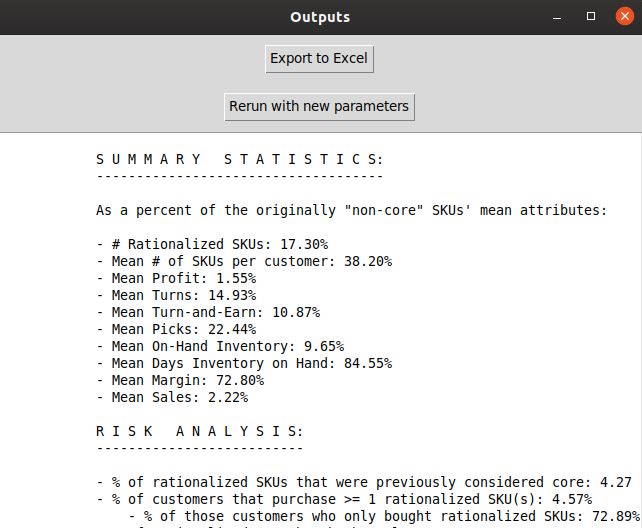 Outputs
Export to Excel
Rerun with new parameters
S U M M A R Y   S T A T I S T I C S:
------------------------------------
As a percent of the originally "non-core" SKUs' mean attributes:
- # Rationalized SKUs: 17.30%
- Mean # of SKUs per customer: 38.20%
- Mean Profit: 1.55%
- Mean Turns: 14.93%
- Mean Turn-and-Earn: 10.87%
- Mean Picks: 22.44%
- Mean On-Hand Inventory: 9.65%
- Mean Days Inventory on Hand: 84.55%
- Mean Margin: 72.80%
- Mean Sales: 2.22%
R I S K   A N A L Y S I S:
--------------------------
- % of rationalized SKUs that were previously considered core: 4.27
- % of customers that purchase >= 1 rationalized SKU(s): 4.57%
- % of those customers who only bought rationalized SKUs: 72.89%